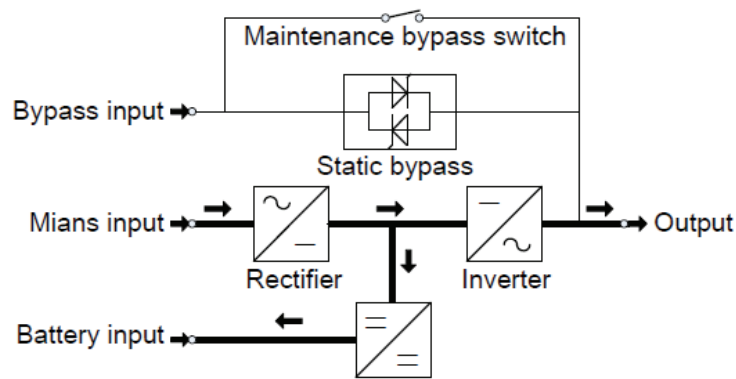 Maintenance bypass switch
Bypass input
Static bypass
Mians input
Output
Rectifier
Inverter
Battery input